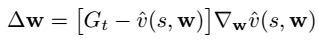 Δ𝐰 = [G_t − v̂(s, 𝐰)]∇_𝐰 v̂(s, 𝐰)